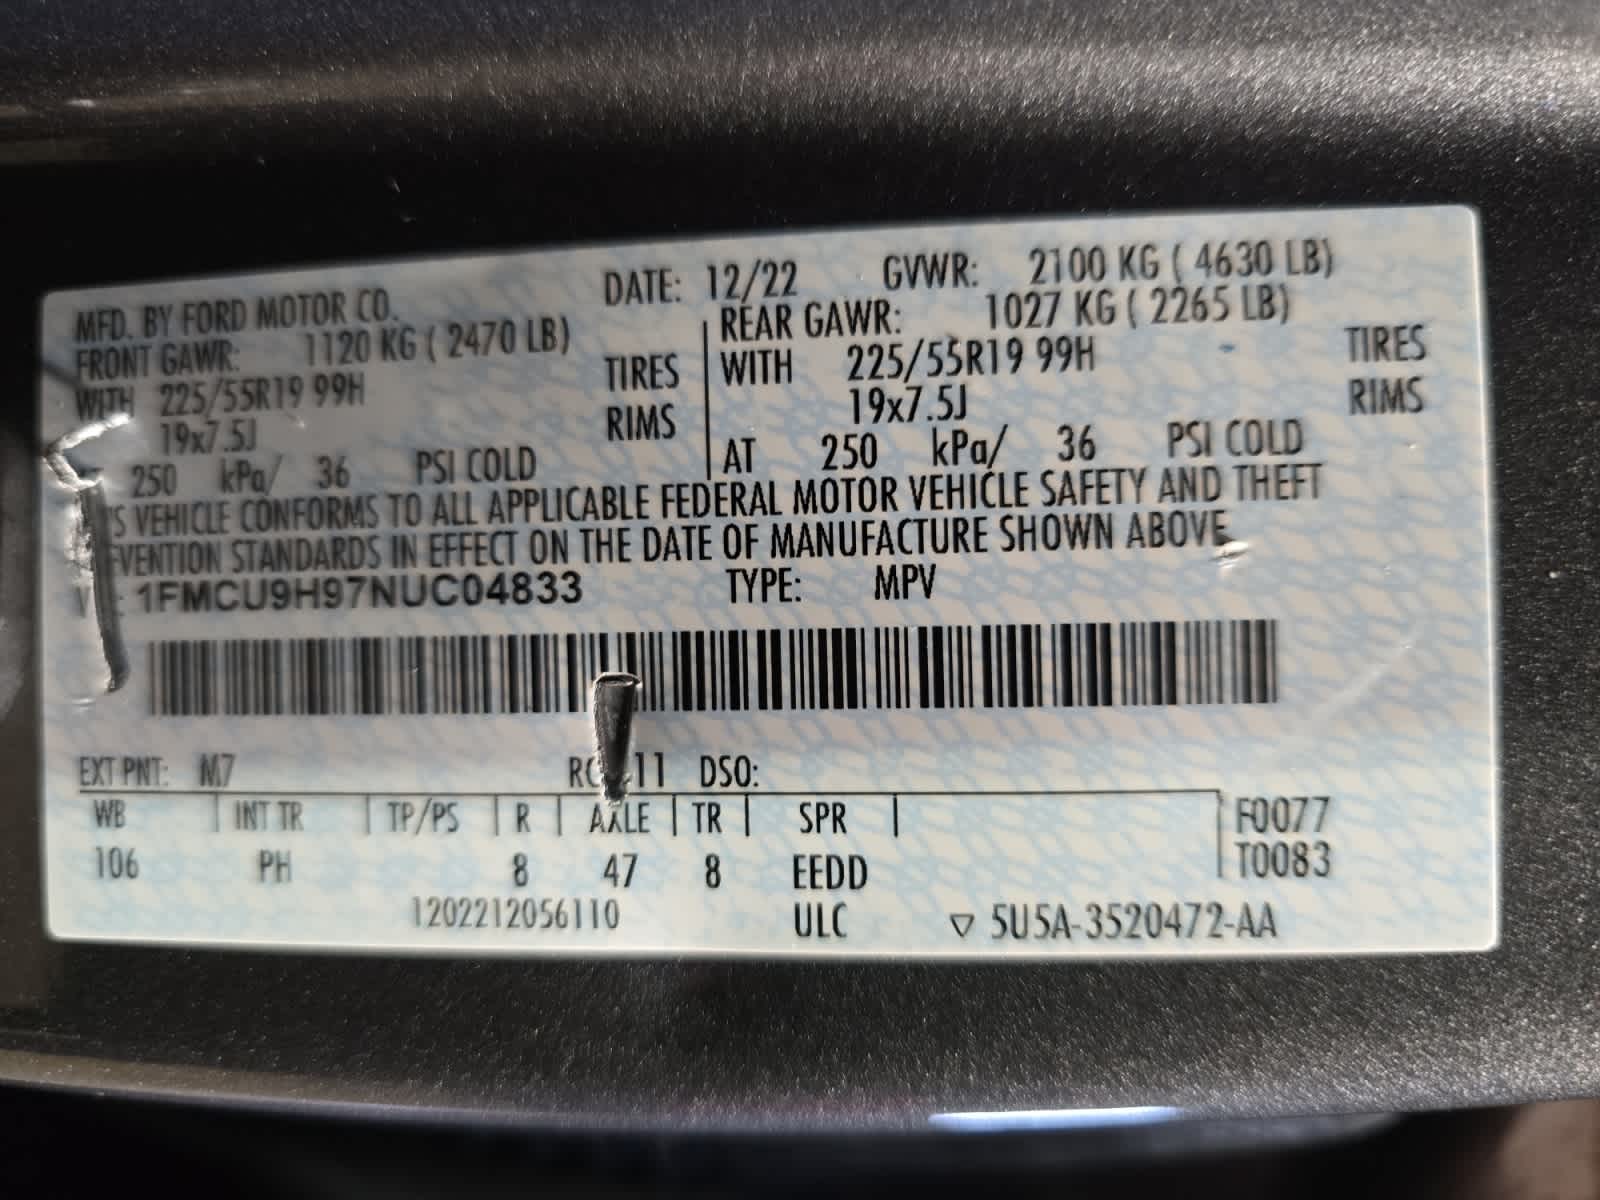 MFD. BY FORD MOTOR CO. DATE: 12/22 GVWR: 2100 KG ( 4630 LB)
FRONT GAWR: 1120 KG ( 2470 LB) REAR GAWR: 1027 KG ( 2265 LB)
WITH 225/55R19 99H TIRES WITH 225/55R19 99H TIRES
19x7.5J RIMS 19x7.5J RIMS
250 kPa/ 36 PSI COLD AT 250 kPa/ 36 PSI COLD
VEHICLE CONFORMS TO ALL APPLICABLE FEDERAL MOTOR VEHICLE SAFETY AND THEFT
STANDARDS IN EFFECT ON THE DATE OF MANUFACTURE SHOWN ABOVE
1FMCU9H97NUC04833 TYPE: MPV
EXT PNT: M7 11 DSO:
WB | INT TR | TP/PS | R | AXLE | TR | SPR | F0077
106 PH 8 47 8 EEDD T0083
1202212056110 ULC ▽ 5U5A-3520472-AA